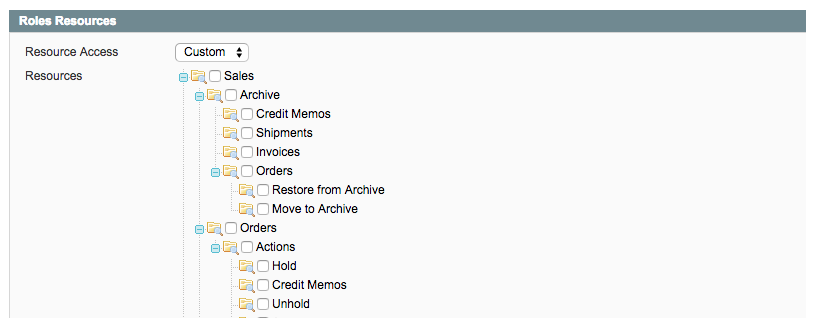 Roles Resources
Resource Access Custom
Resources Sales
Archive
Credit Memos
Shipments
Invoices
Orders
Restore from Archive
Move to Archive
Orders
Actions
Hold
Credit Memos
Unhold